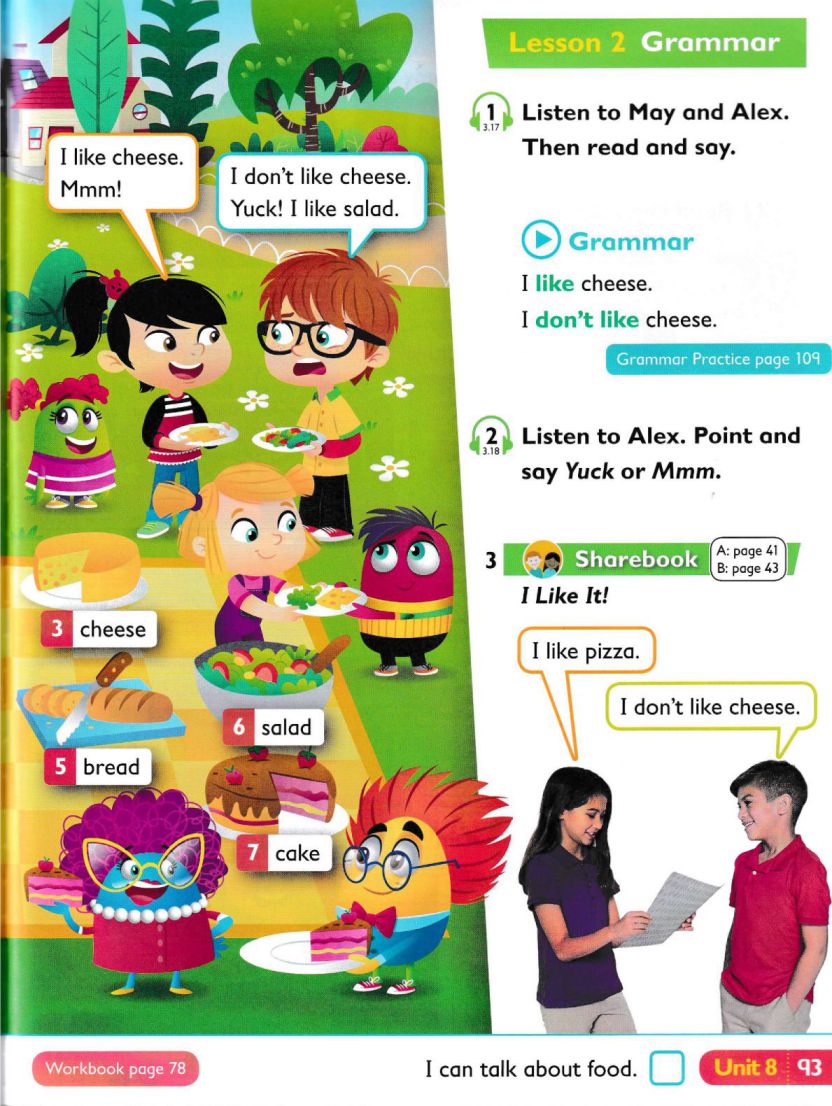 Lesson 2 Grammar
1
3.17
Listen to May and Alex.
Then read and say.
I like cheese.
Mmm!
I don't like cheese.
Yuck! I like salad.
Grammar
I like cheese.
I don't like cheese.
Grammar Practice page 109
2
3.18
Listen to Alex. Point and
say Yuck or Mmm.
3 Sharebook
A: page 41
B: page 43
I Like It!
I like pizza.
I don't like cheese.
3 cheese
6 salad
5 bread
7 cake
Workbook page 78
I can talk about food.
Unit 8 93